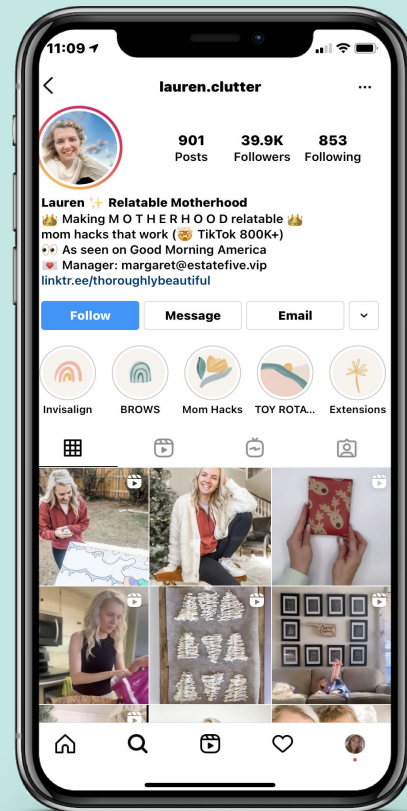 11:09
lauren.clutter
901 39.9K 853
Posts Followers Following
Lauren ✨ Relatable Motherhood
👑 Making M O T H E R H O O D relatable 👑
mom hacks that work (🤯 TikTok 800K+)
👀 As seen on Good Morning America
💌 Manager: margaret@estatefive.vip
linktr.ee/thoroughlybeautiful
Follow Message Email
Invisalign BROWS Mom Hacks TOY ROTA... Extensions